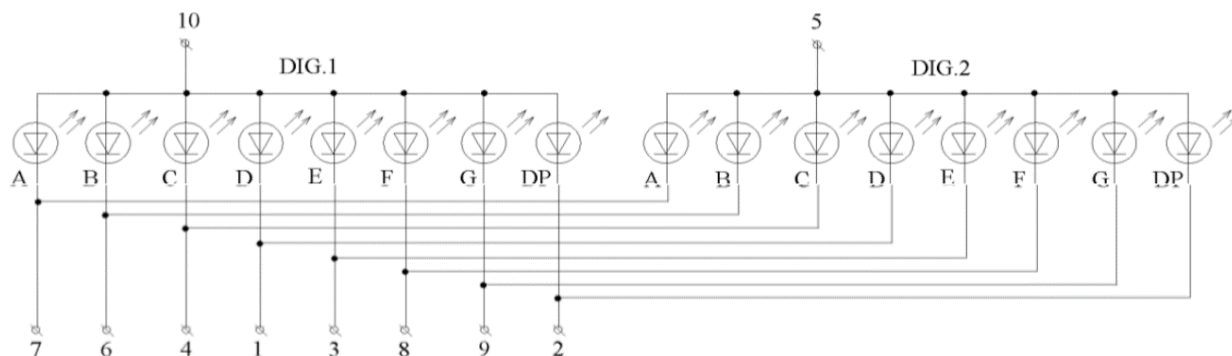 10 5
DIG.1 DIG.2
A B C D E F G DP A B C D E F G DP
7 6 4 1 3 8 9 2